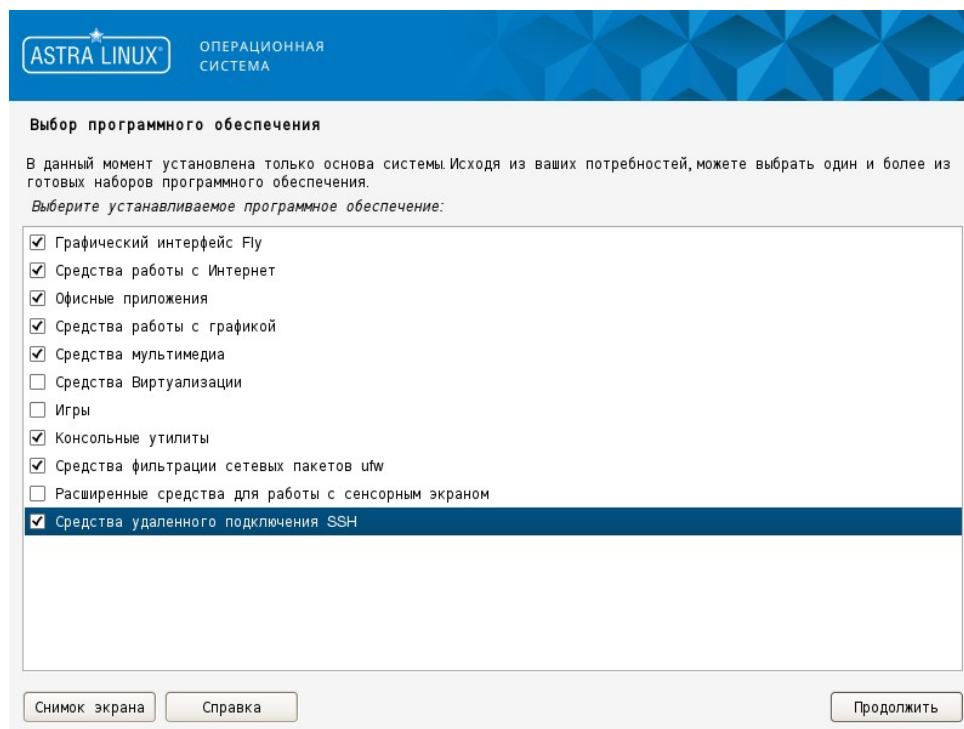 ASTRA LINUX®
ОПЕРАЦИОННАЯ
СИСТЕМА
Выбор программного обеспечения
В данный момент установлена только основа системы. Исходя из ваших потребностей, можете выбрать один и более из
готовых наборов программного обеспечения.
Выберите устанавливаемое программное обеспечение:
Графический интерфейс Fly
Средства работы с Интернет
Офисные приложения
Средства работы с графикой
Средства мультимедиа
Средства Виртуализации
Игры
Консольные утилиты
Средства фильтрации сетевых пакетов ufw
Расширенные средства для работы с сенсорным экраном
Средства удаленного подключения SSH
Снимок экрана
Справка
Продолжить